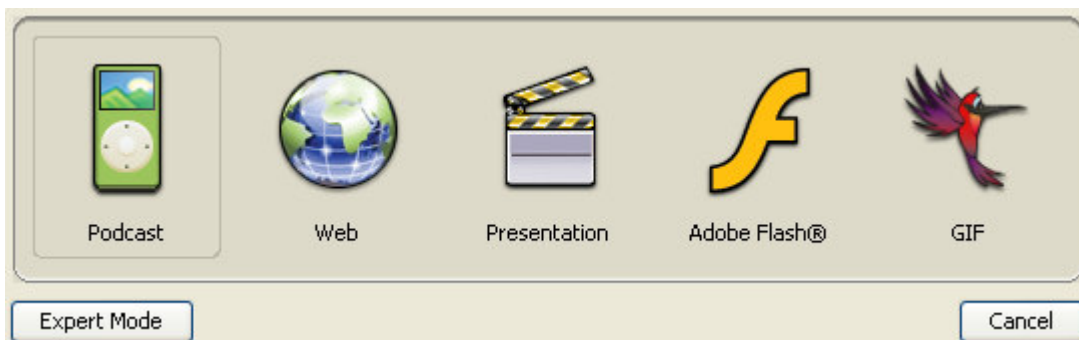 Podcast
Web
Presentation
Adobe Flash®
GIF
Expert Mode
Cancel